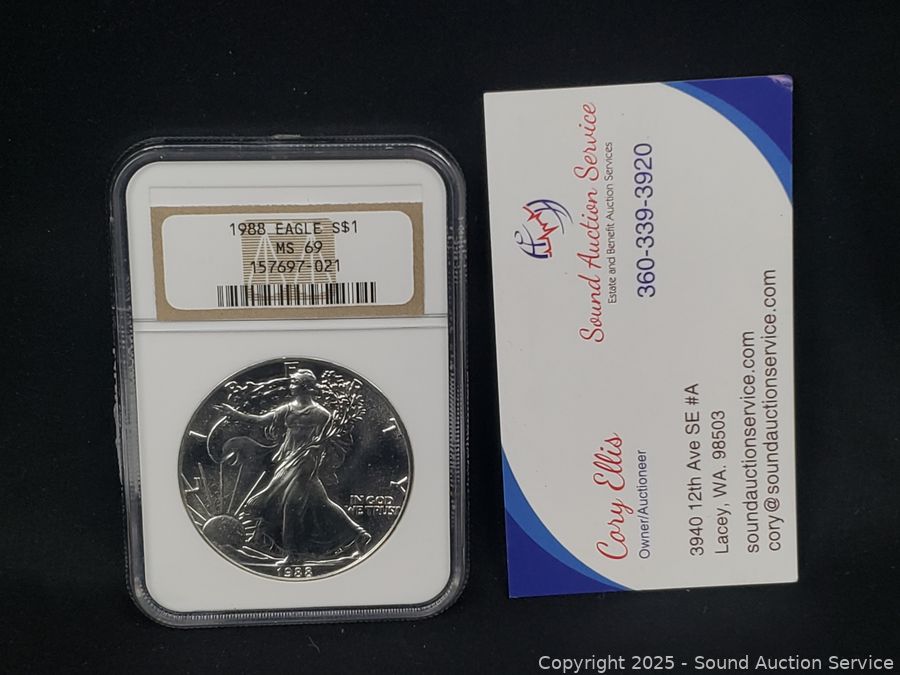 1988 EAGLE S$1
MS 69
157697-021
LIBERTY
IN GOD
WE TRUST
1988
Sound Auction Service
Estate and Benefit Auction Services
360-339-3920
Cory Ellis
Owner/Auctioneer
3940 12th Ave SE #A
Lacey, WA. 98503
soundauctionservice.com
cory@soundauctionservice.com
Copyright 2025 - Sound Auction Service